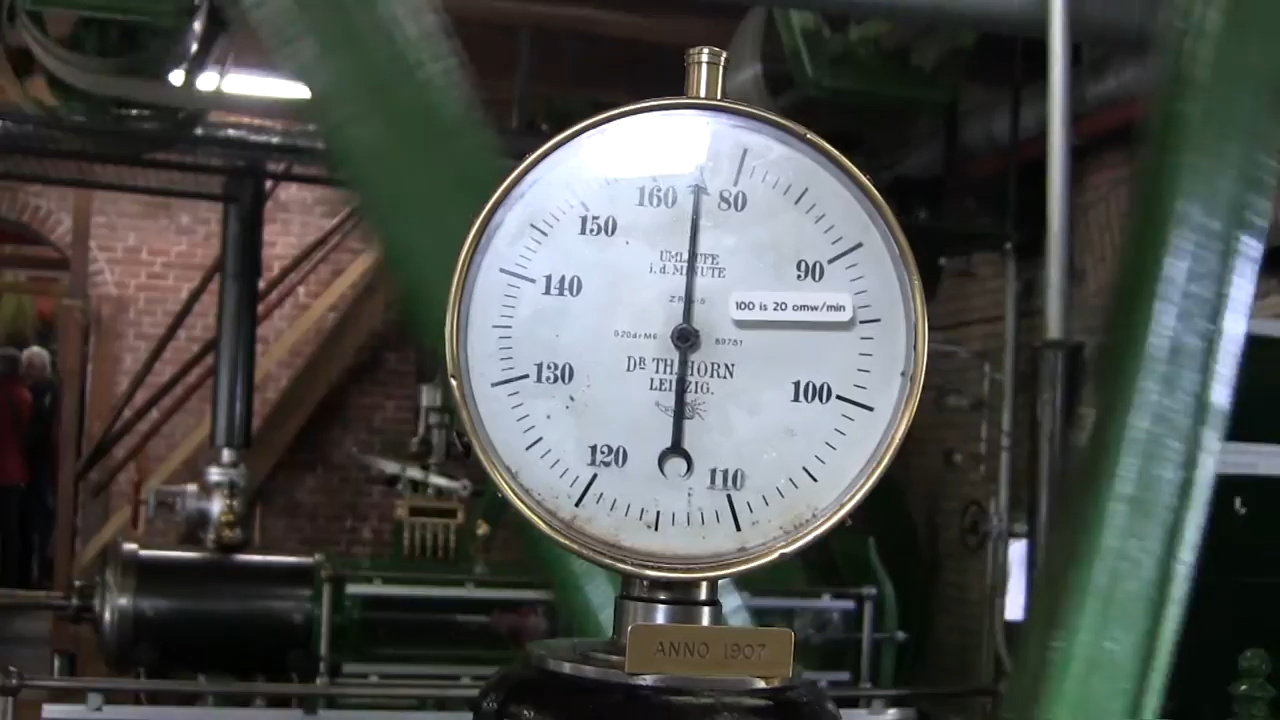 160 80
150
90
140
130
100
120
110
UMLÄUFE
i. d. MINUTE
100 is 20 omw/min
DR TH. HORN
LEIPZIG.
ANNO 1907